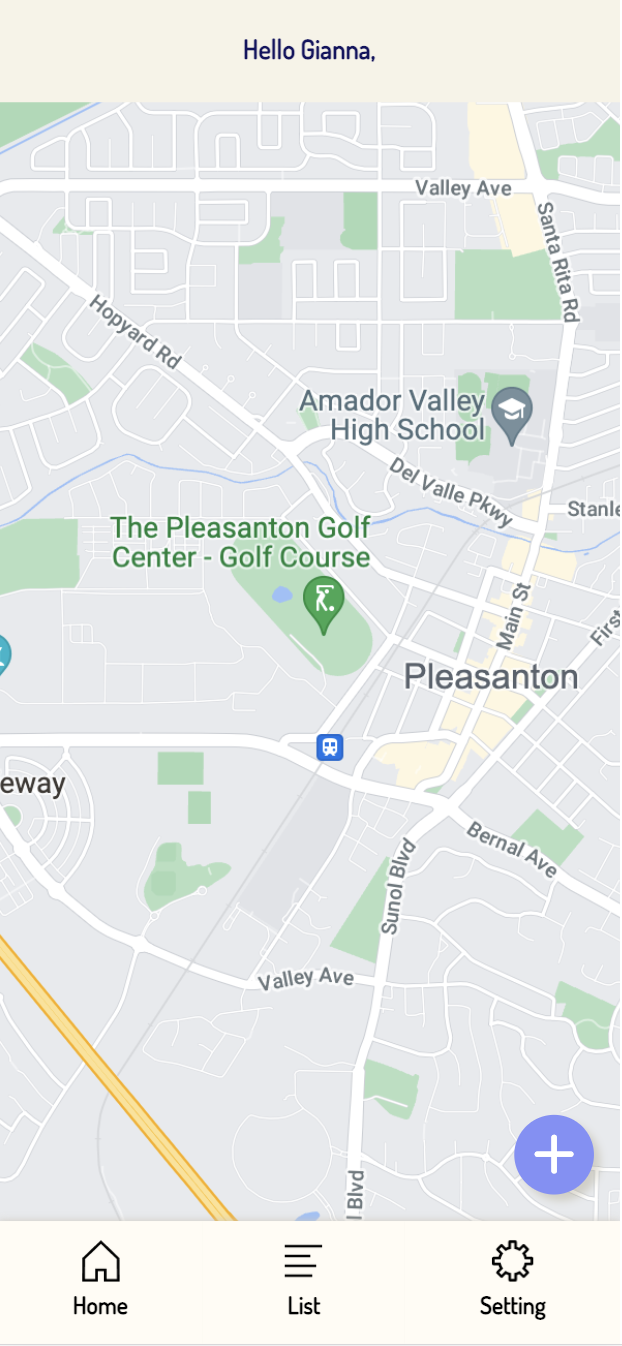 Hello Gianna,
Valley Ave
Santa Rita Rd
Hopyard Rd
Amador Valley
High School
Del Valle Pkwy
Stanle
The Pleasanton Golf
Center - Golf Course
Main St
First
Pleasanton
eway
Bernal Ave
Sunol Blvd
Valley Ave
l Blvd
Home
List
Setting